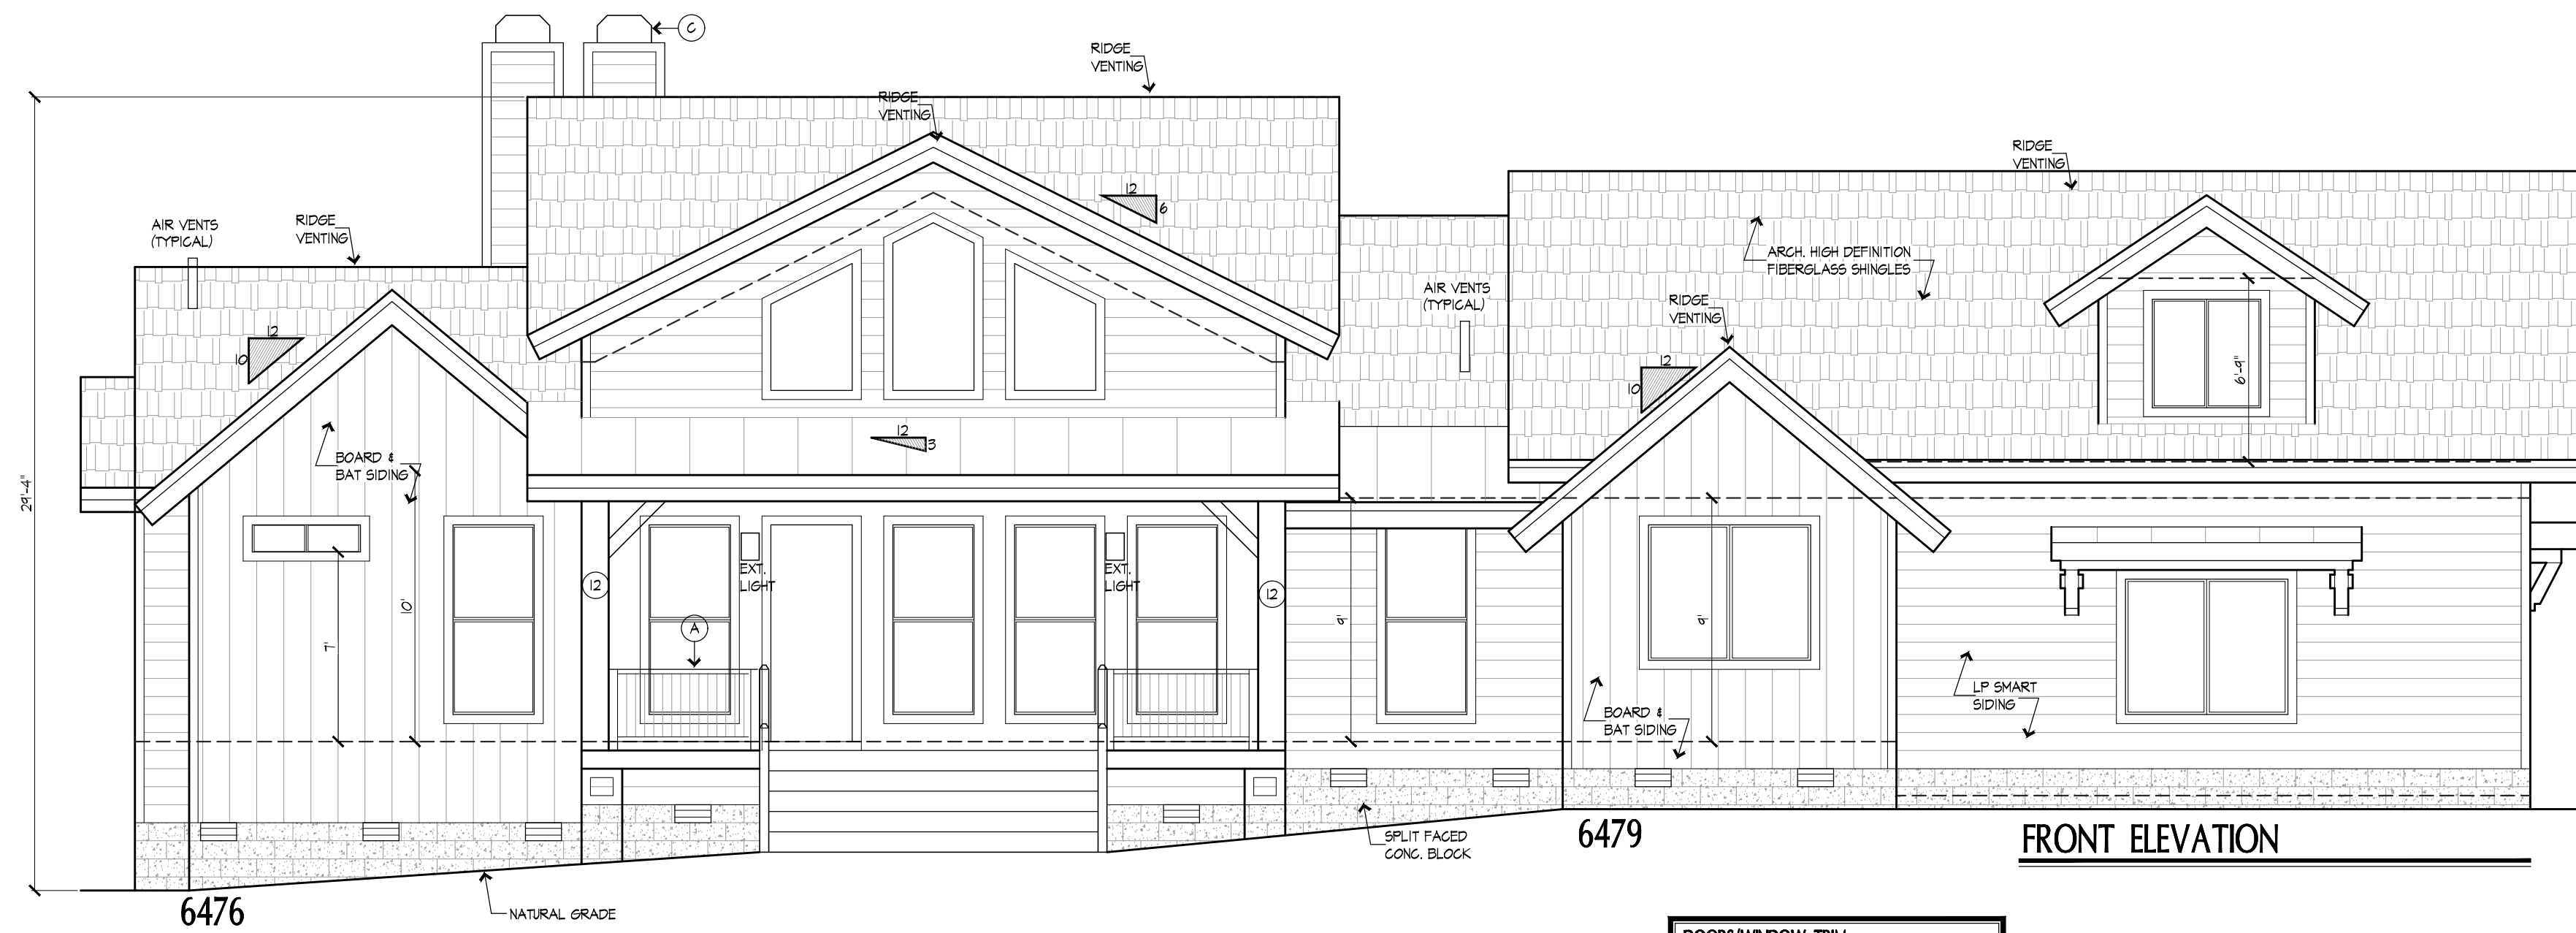 C
RIDGE
VENTING
RIDGE
VENTING
RIDGE
VENTING
AIR VENTS
(TYPICAL)
RIDGE
VENTING
12
6
ARCH. HIGH DEFINITION
FIBERGLASS SHINGLES
AIR VENTS
(TYPICAL)
RIDGE
VENTING
12
10
12
10
6'-9"
12
3
BOARD &
BAT SIDING
29'-4"
EXT.
LIGHT
EXT.
LIGHT
12
12
10'
7'
A
9'
9'
LP SMART
SIDING
BOARD &
BAT SIDING
SPLIT FACED
CONC. BLOCK
6479
FRONT ELEVATION
6476
NATURAL GRADE
DOORS/WINDOW TRIM